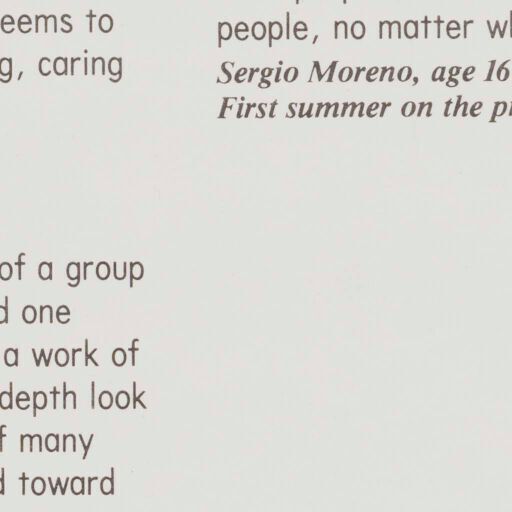 eems to
g, caring
of a group
d one
a work of
depth look
f many
d toward
people, no matter wh
Sergio Moreno, age 16
First summer on the p